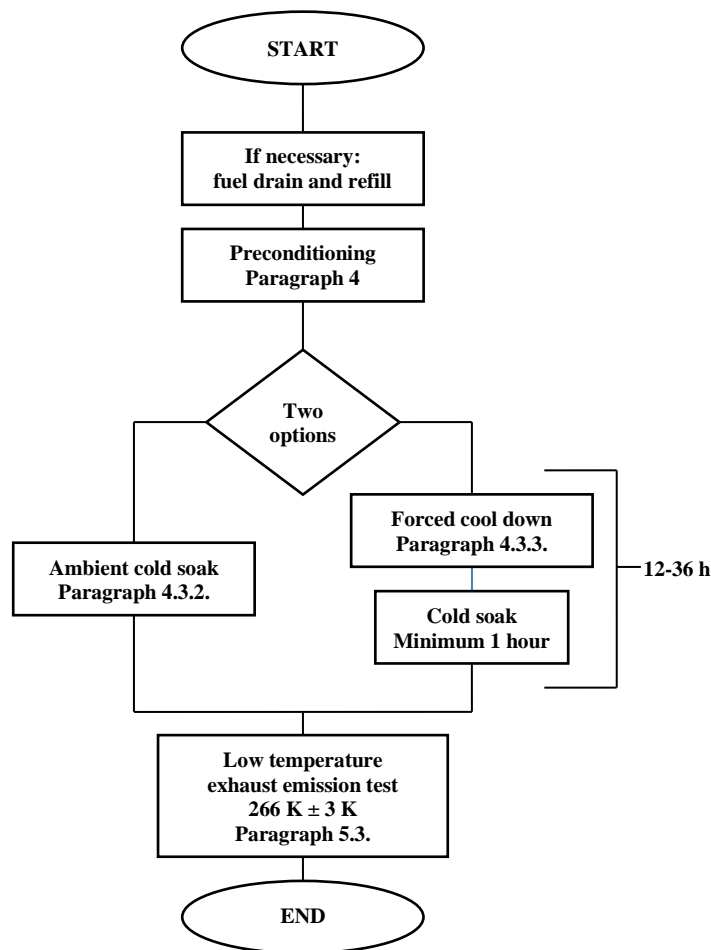 START
If necessary:
fuel drain and refill
Preconditioning
Paragraph 4
Two
options
Ambient cold soak
Paragraph 4.3.2.
Forced cool down
Paragraph 4.3.3.
Cold soak
Minimum 1 hour
12-36 h
Low temperature
exhaust emission test
266 K ± 3 K
Paragraph 5.3.
END